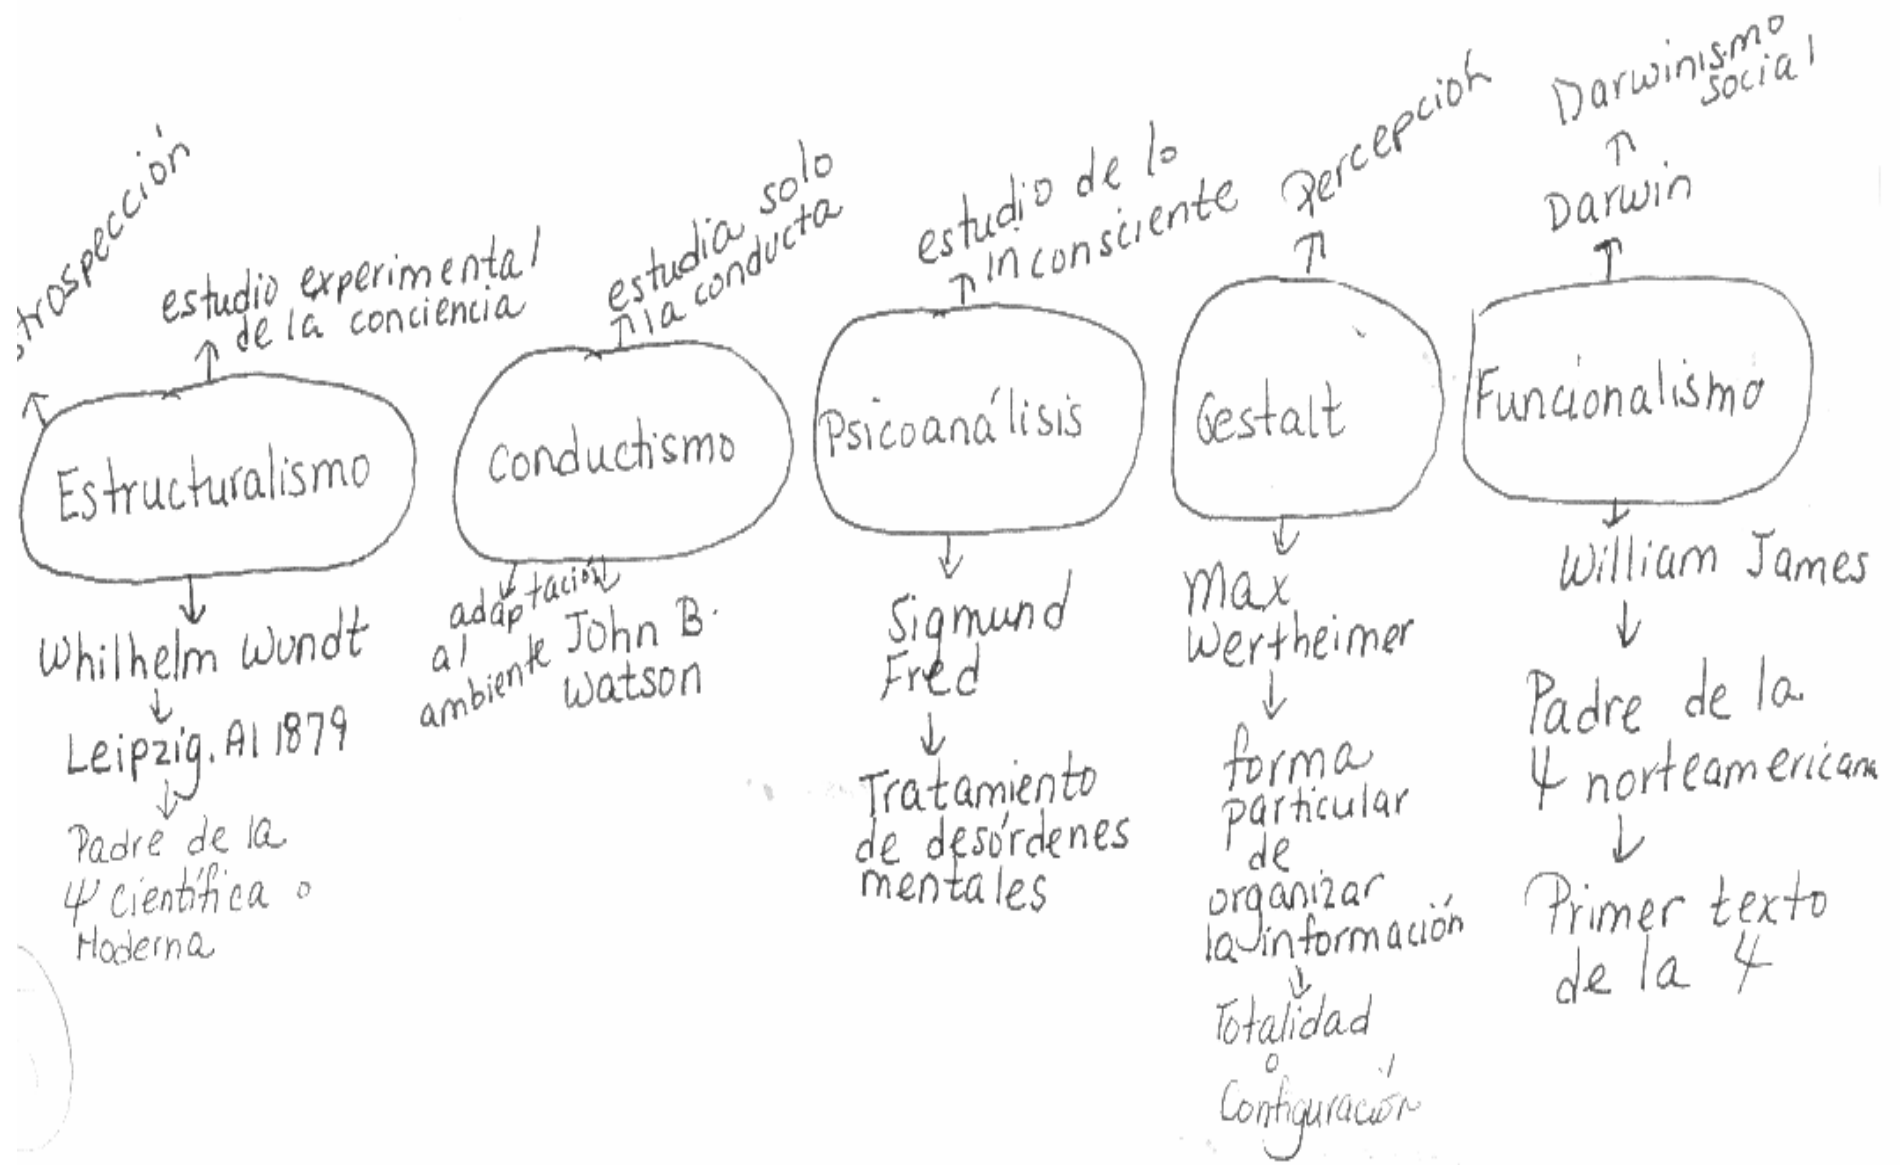 trospección
estudio experimental
de la conciencia
Estructuralismo
Whilhelm Wundt
Leipzig. Al 1879
Padre de la
Ψ Científica o
Moderna
estudia solo
la conducta
conductismo
adaptación
al
ambiente
John B.
Watson
estudio de lo
inconsciente
Psicoanálisis
Sigmund
Fred
Tratamiento
de desórdenes
mentales
Percepción
Gestalt
Max
Wertheimer
forma
particular
de
organizar
la información
Totalidad
o
Configuración
Darwinismo
social
Darwin
Funcionalismo
William James
Padre de la
Ψ norteamericana
Primer texto
de la Ψ